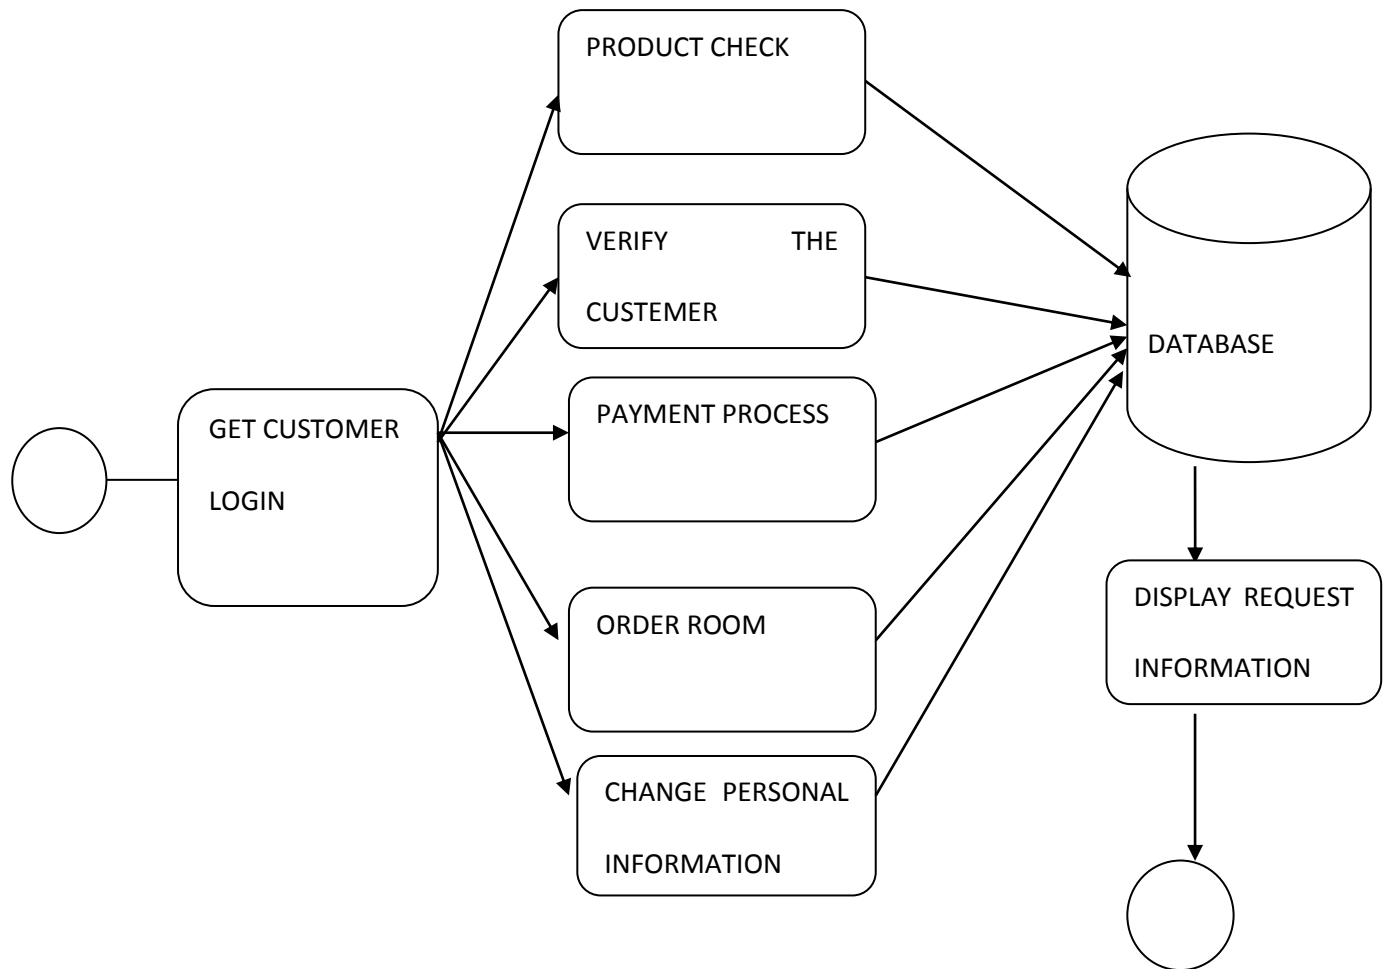 PRODUCT CHECK
VERIFY THE
CUSTEMER
PAYMENT PROCESS
GET CUSTOMER
LOGIN
ORDER ROOM
CHANGE PERSONAL
INFORMATION
DATABASE
DISPLAY REQUEST
INFORMATION